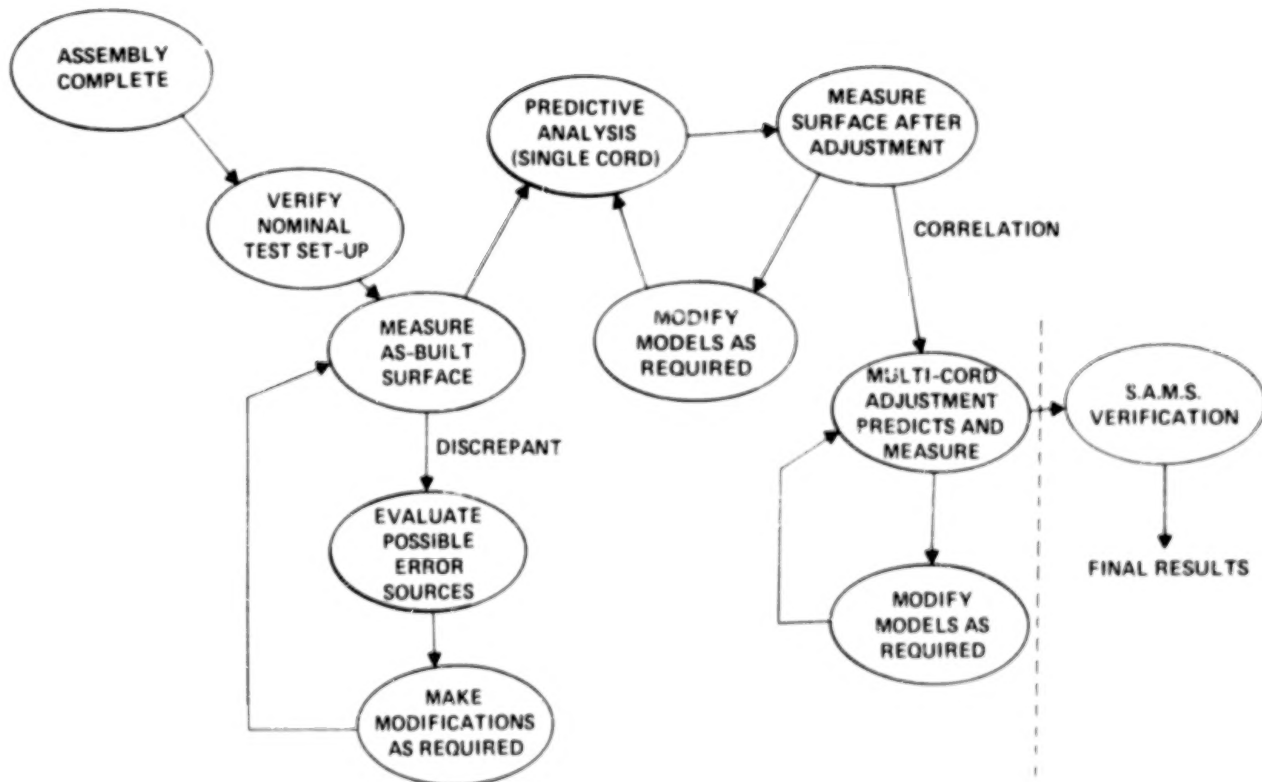 ASSEMBLY
COMPLETE
VERIFY
NOMINAL
TEST SET-UP
MEASURE
AS-BUILT
SURFACE
DISCREPANT
EVALUATE
POSSIBLE
ERROR
SOURCES
MAKE
MODIFICATIONS
AS REQUIRED
PREDICTIVE
ANALYSIS
(SINGLE CORD)
MEASURE
SURFACE AFTER
ADJUSTMENT
MODIFY
MODELS AS
REQUIRED
CORRELATION
MULTI-CORD
ADJUSTMENT
PREDICTS AND
MEASURE
MODIFY
MODELS AS
REQUIRED
S.A.M.S.
VERIFICATION
FINAL RESULTS